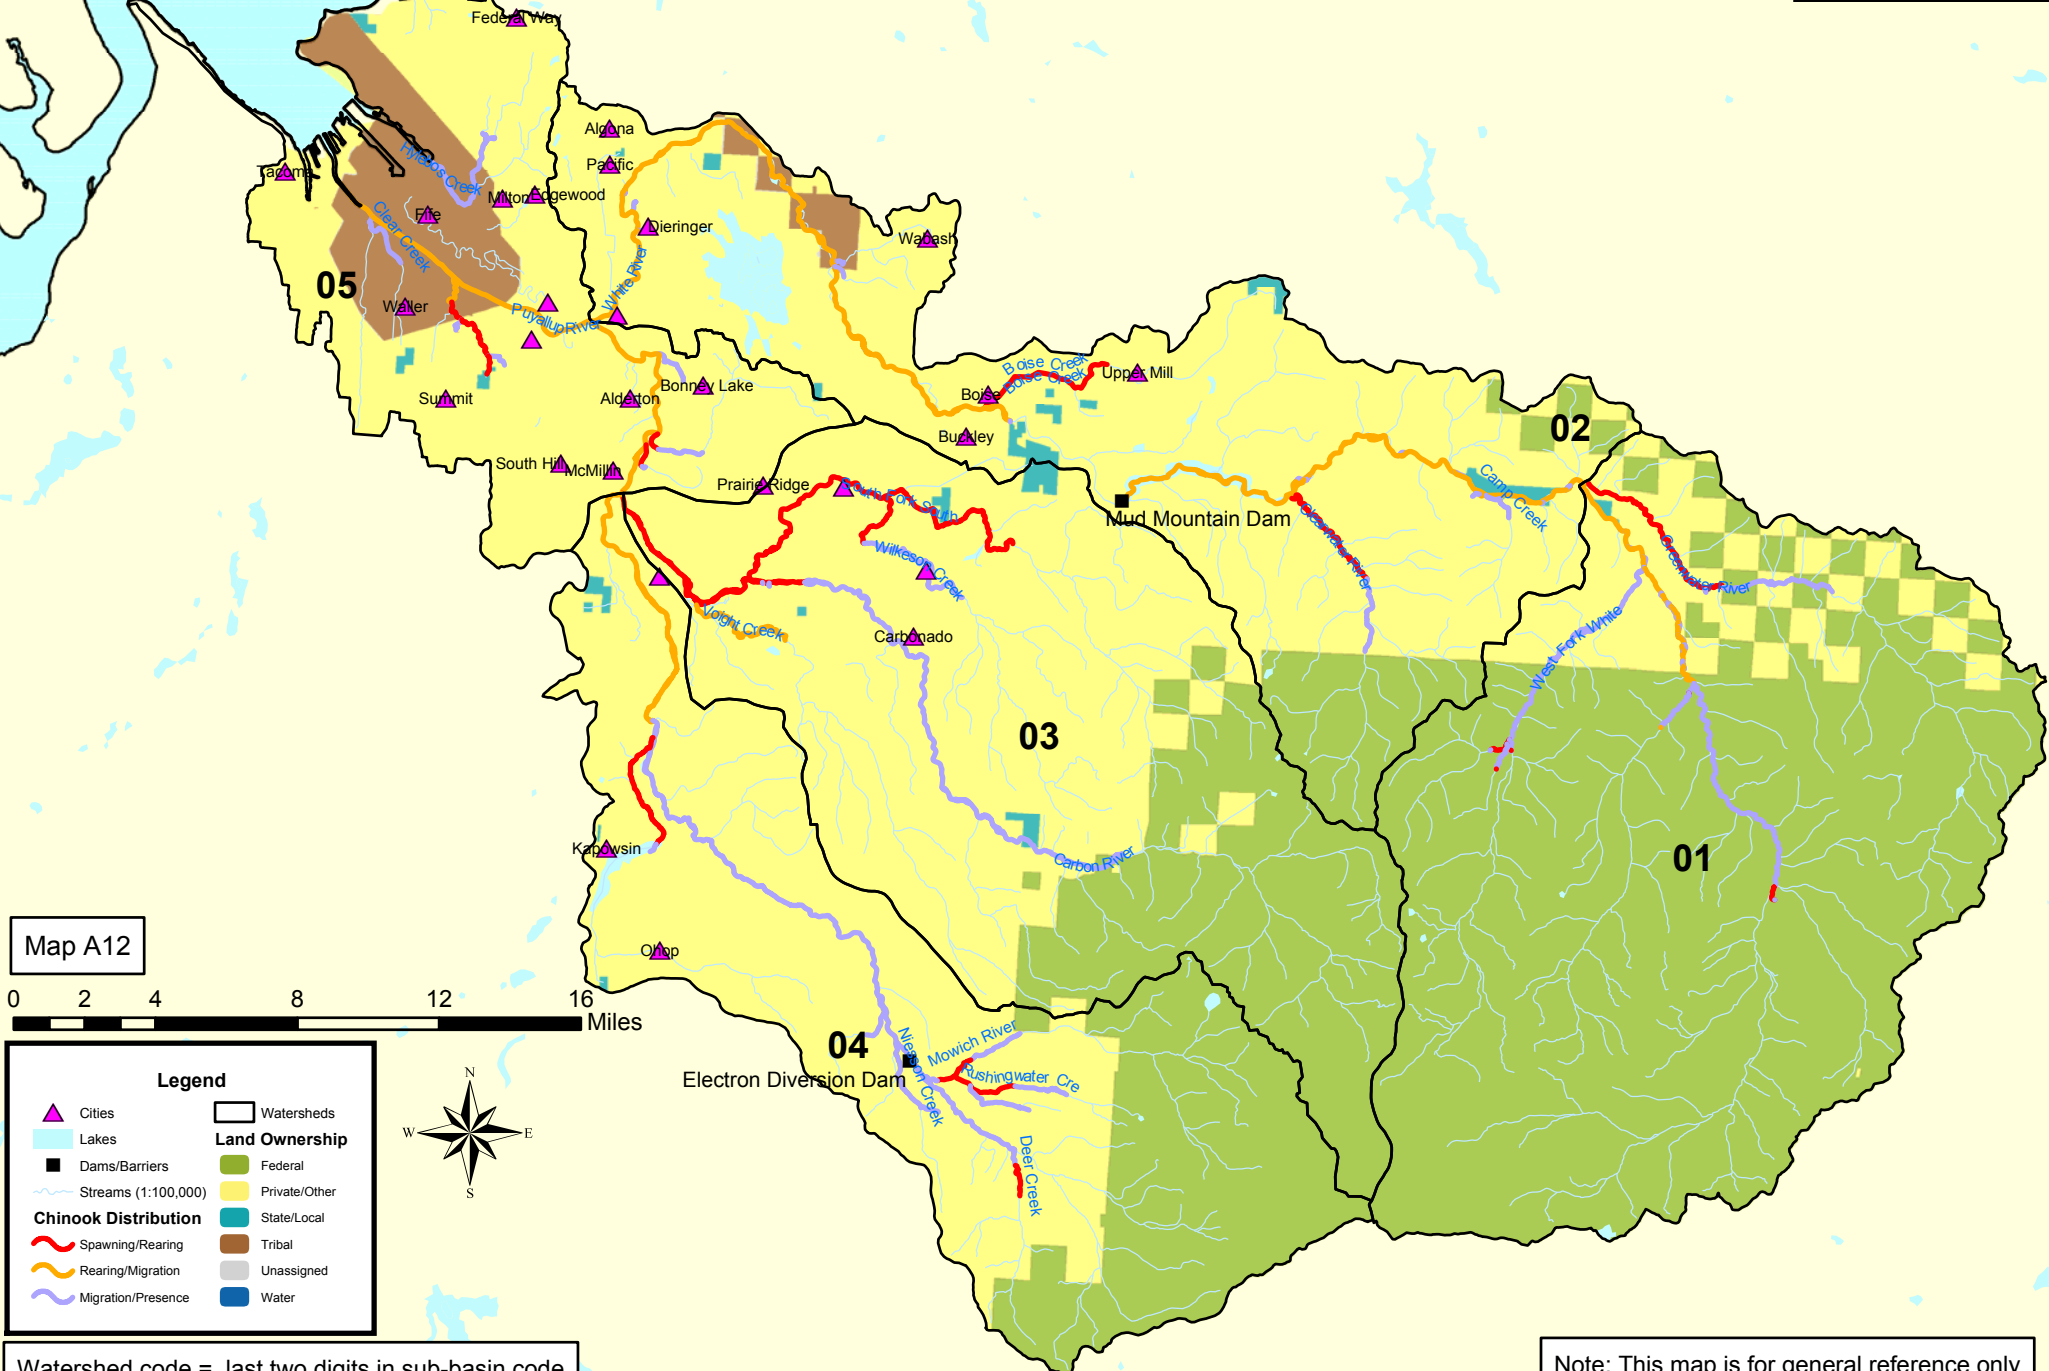 Federal Way
Algona
Pacific
Tacoma
Hylebos Creek
Milton
Edgewood
Fife
Clear Creek
Dieringer
Wabash
White River
05
Waller
Puyallup River
Boise Creek
Boise Creek
Upper Mill
Bonney Lake
Summit
Alderton
Boise
Buckley
02
South Hill
McMillin
Prairie Ridge
South Fork South
Camp Creek
Mud Mountain Dam
Clearwater River
Greenwater River
Wilkeson Creek
Voight Creek
West Fork White
Carbonado
03
Kapowsin
Carbon River
01
Map A12
Ohop
0 2 4 8 12 16
Miles
04
Niesson Creek
Mowich River
Electron Diversion Dam
Rushingwater Cre
Deer Creek
Legend
Cities
Lakes
Dams/Barriers
Streams (1:100,000)
Chinook Distribution
Spawning/Rearing
Rearing/Migration
Migration/Presence
Watersheds
Land Ownership
Federal
Private/Other
State/Local
Tribal
Unassigned
Water
N
W
E
S
Watershed code = last two digits in sub-basin code
Note: This map is for general reference only